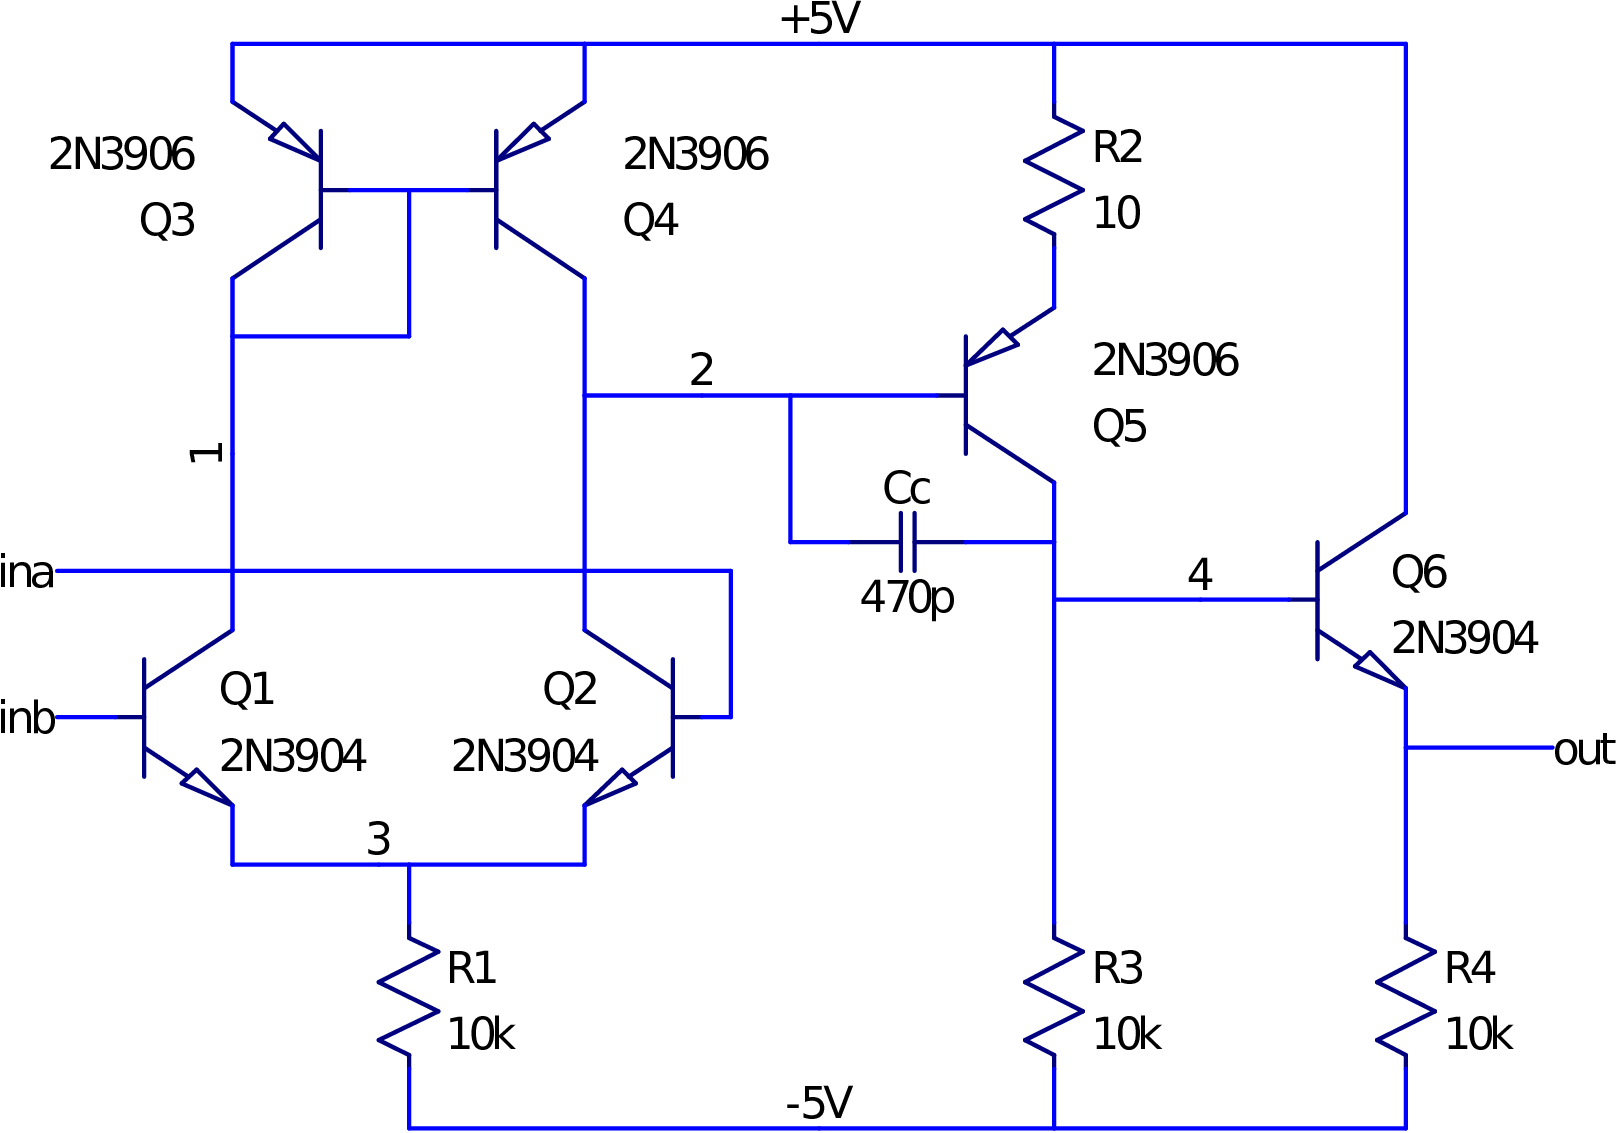 +5V
2N3906
Q3
2N3906
Q4
R2
10
2
2N3906
Q5
1
Cc
470p
ina
4
Q6
2N3904
inb
Q1
2N3904
Q2
2N3904
out
3
R1
10k
R3
10k
R4
10k
-5V